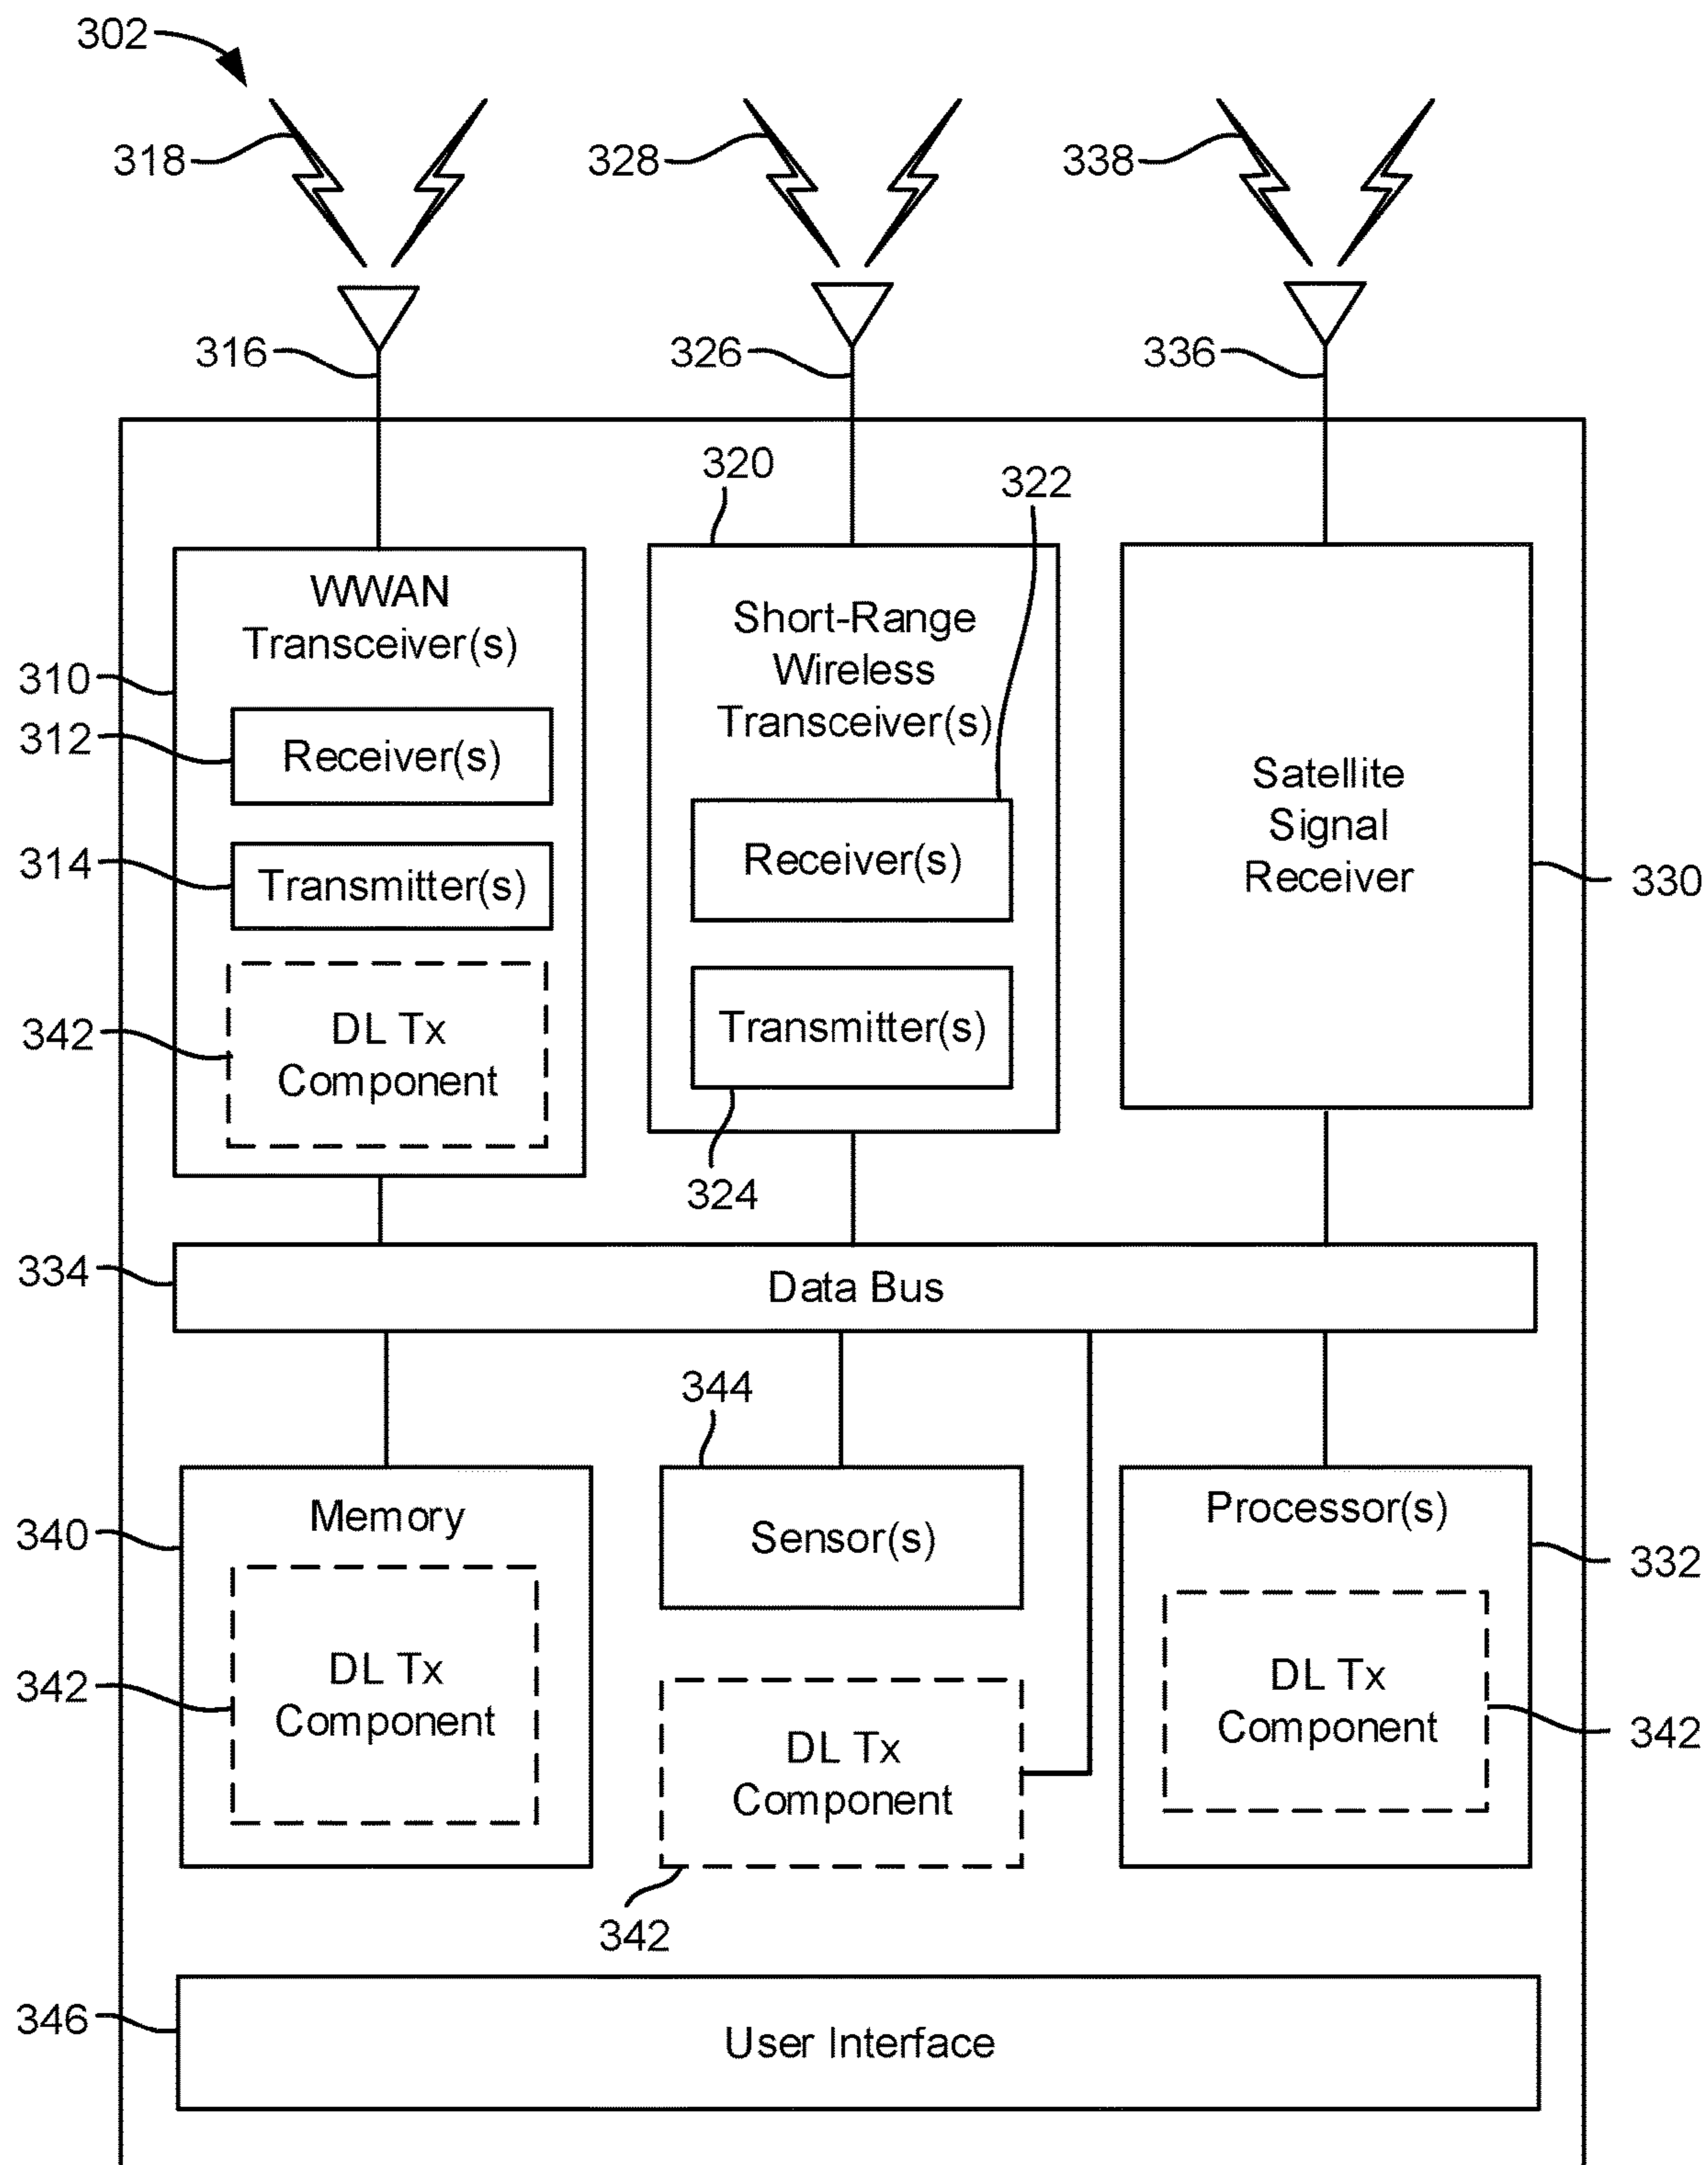 302
318
328
338
316
326
336
320
322
WWAN
Transceiver(s)
Short-Range
Wireless
Transceiver(s)
310
312
Receiver(s)
Satellite
Signal
Receiver
314
Transmitter(s)
Receiver(s)
330
342
DL Tx
Component
Transmitter(s)
324
334
Data Bus
344
340
Memory
Sensor(s)
Processor(s)
332
342
DL Tx
Component
DL Tx
Component
DL Tx
Component
342
342
346
User Interface